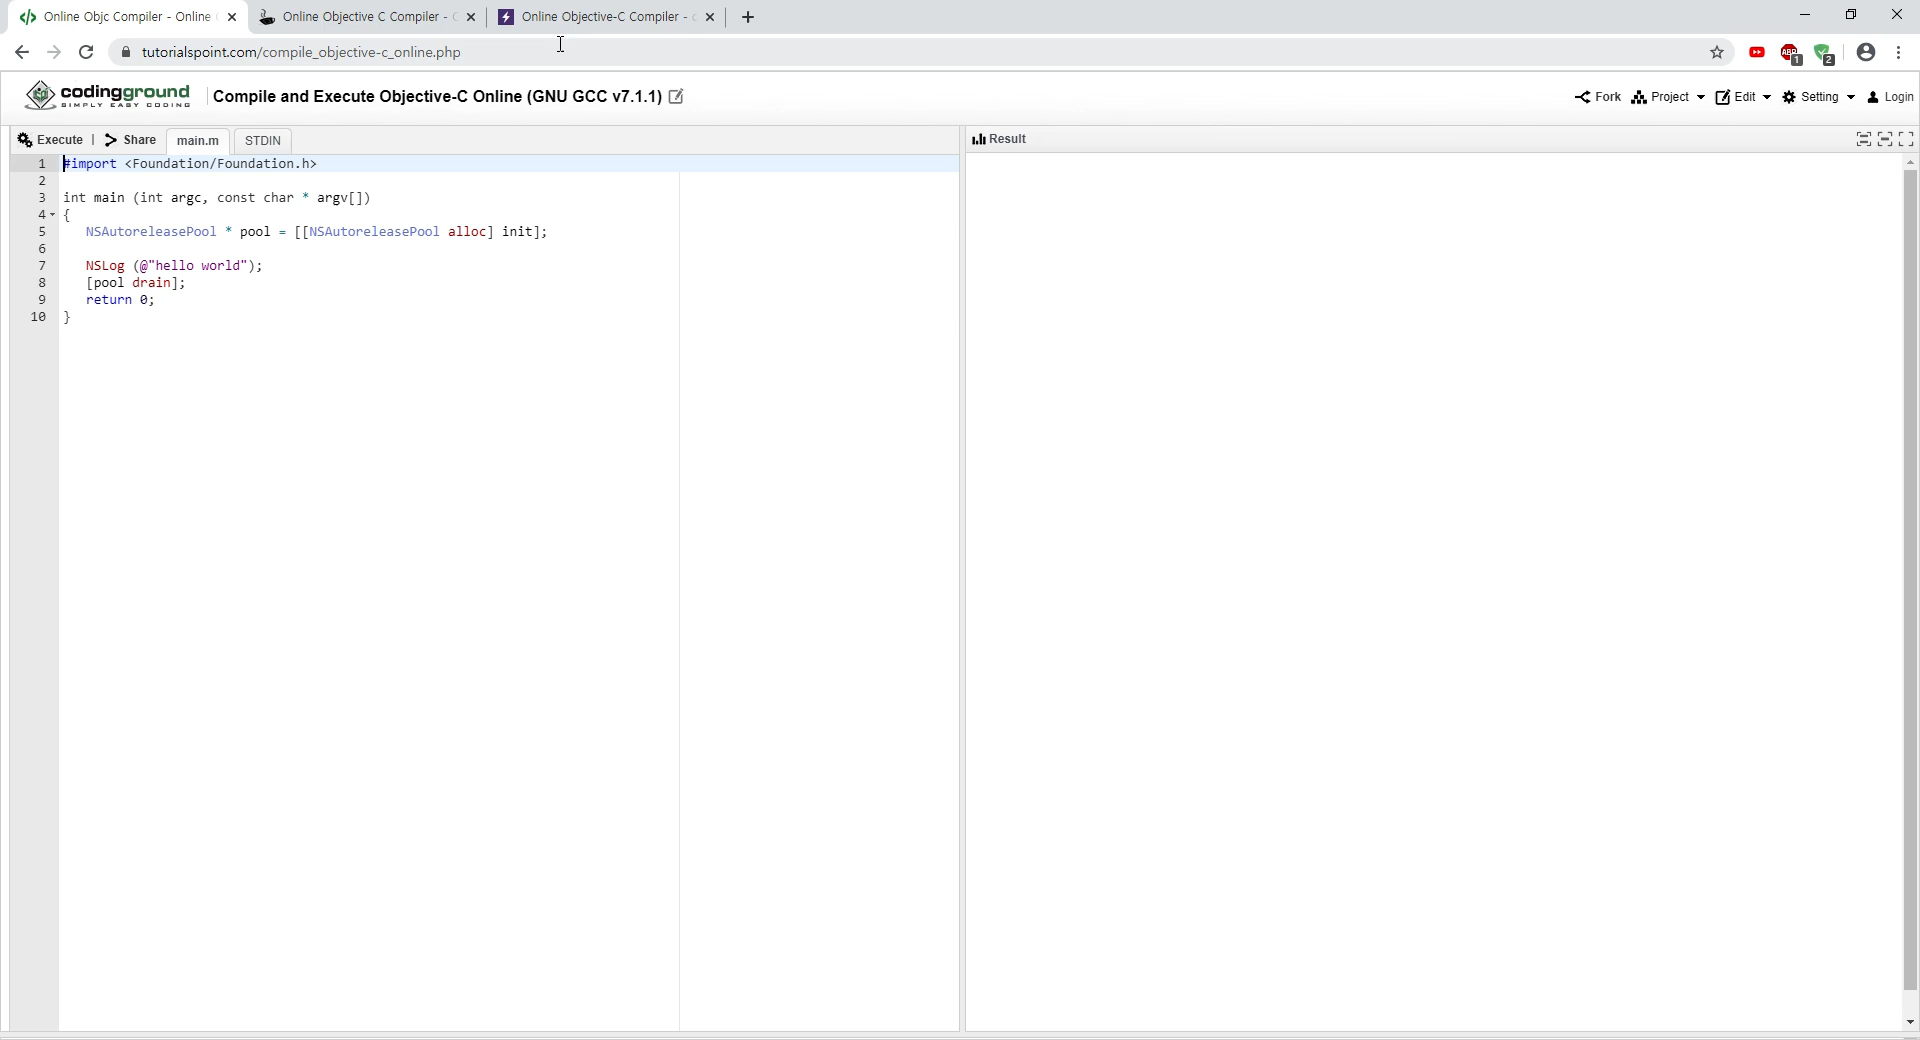 Online Objc Compiler - Online
Online Objective C Compiler -
Online Objective-C Compiler -
tutorialspoint.com/compile_objective-c_online.php
ABP
1
2
codingground
SIMPLY EASY CODING
Compile and Execute Objective-C Online (GNU GCC v7.1.1)
Fork
Project
Edit
Setting
Login
Execute | Share
main.m
STDIN
Result
1 #import <Foundation/Foundation.h>
2
3 int main (int argc, const char * argv[])
4 {
5 NSAutoreleasePool * pool = [[NSAutoreleasePool alloc] init];
6
7 NSLog (@"hello world");
8 [pool drain];
9 return 0;
10 }